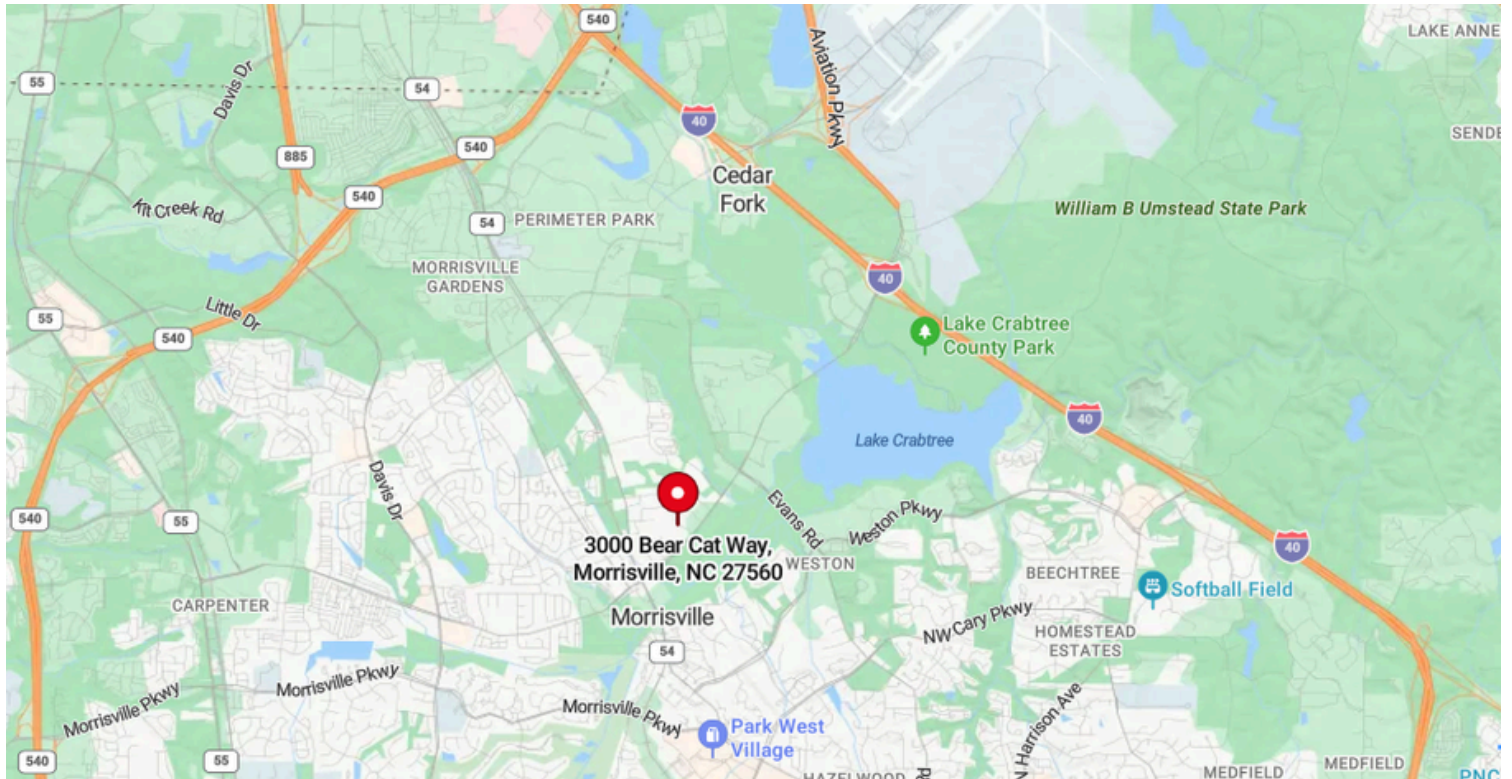 540
LAKE ANNE
55
54
Aviation Pkwy
Davis Dr
40
SENDE
540
885
Cedar
Fork
540
Kit Creek Rd
54
PERIMETER PARK
William B Umstead State Park
MORRISVILLE
GARDENS
40
Little Dr
55
540
Lake Crabtree
County Park
40
Lake Crabtree
Davis Dr
Evans Rd
Weston Pkwy
540
55
40
3000 Bear Cat Way,
Morrisville, NC 27560
WESTON
BEECHTREE
Softball Field
CARPENTER
Morrisville
NW Cary Pkwy
HOMESTEAD
ESTATES
54
Morrisville Pkwy
Morrisville Pkwy
Morrisville Pkwy
N Harrison Ave
Park West
Village
540
55
HAZELWOOD
MEDFIELD
MEDFIELD
PNC